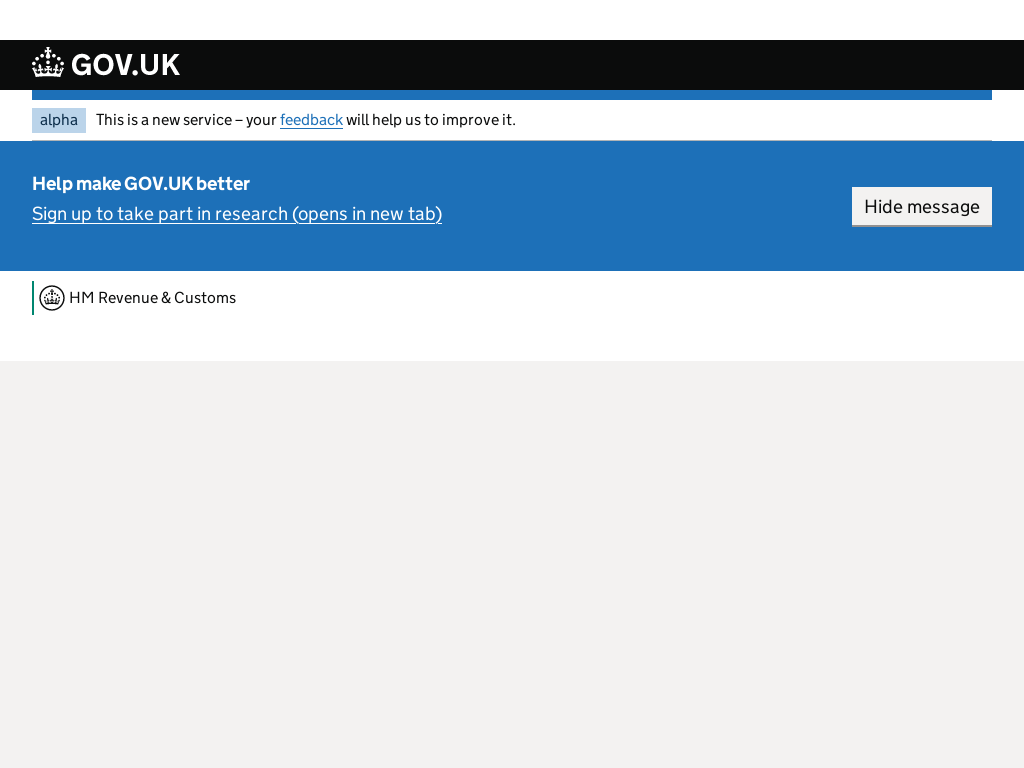 GOV.UK
alpha This is a new service – your feedback will help us to improve it.
Help make GOV.UK better
Sign up to take part in research (opens in new tab)
Hide message
HM Revenue & Customs